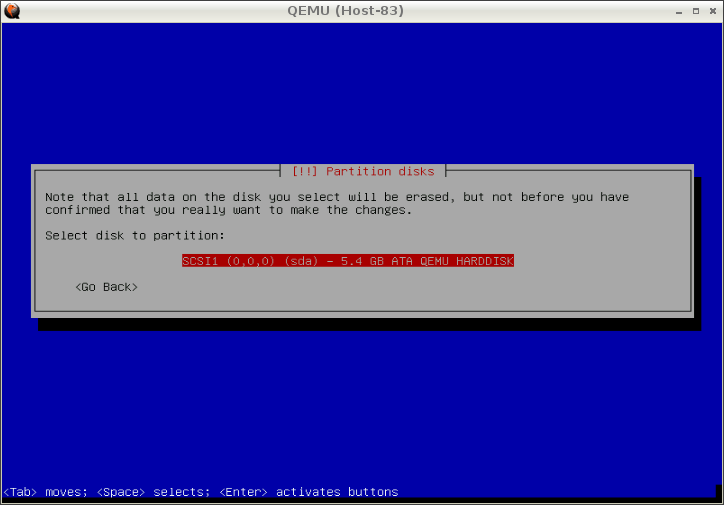 QEMU (Host-83)
[!!] Partition disks
Note that all data on the disk you select will be erased, but not before you have
confirmed that you really want to make the changes.
Select disk to partition:
SCSI1 (0,0,0) (sda) - 5.4 GB ATA QEMU HARDDISK
<Go Back>
<Tab> moves; <Space> selects; <Enter> activates buttons